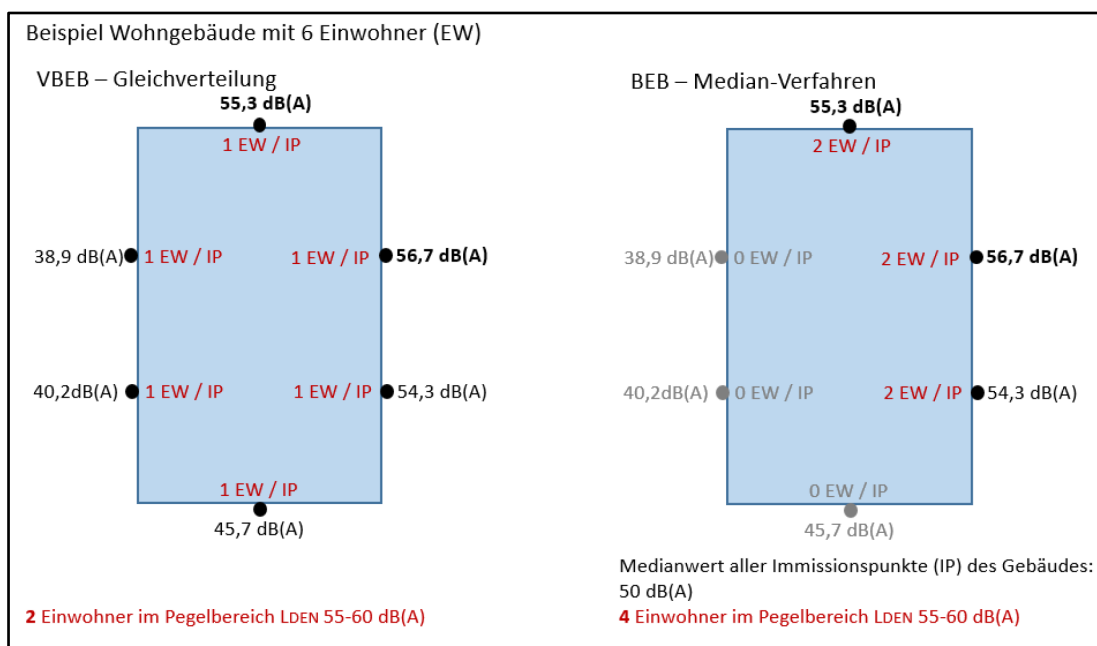 Beispiel Wohngebäude mit 6 Einwohner (EW)
VBEB – Gleichverteilung
55,3 dB(A)
1 EW / IP
38,9 dB(A)
1 EW / IP
1 EW / IP
56,7 dB(A)
40,2dB(A)
1 EW / IP
1 EW / IP
54,3 dB(A)
1 EW / IP
45,7 dB(A)
2 Einwohner im Pegelbereich LDEN 55-60 dB(A)
BEB – Median-Verfahren
55,3 dB(A)
2 EW / IP
38,9 dB(A)
0 EW / IP
2 EW / IP
56,7 dB(A)
40,2dB(A)
0 EW / IP
2 EW / IP
54,3 dB(A)
0 EW / IP
45,7 dB(A)
Medianwert aller Immissionspunkte (IP) des Gebäudes:
50 dB(A)
4 Einwohner im Pegelbereich LDEN 55-60 dB(A)